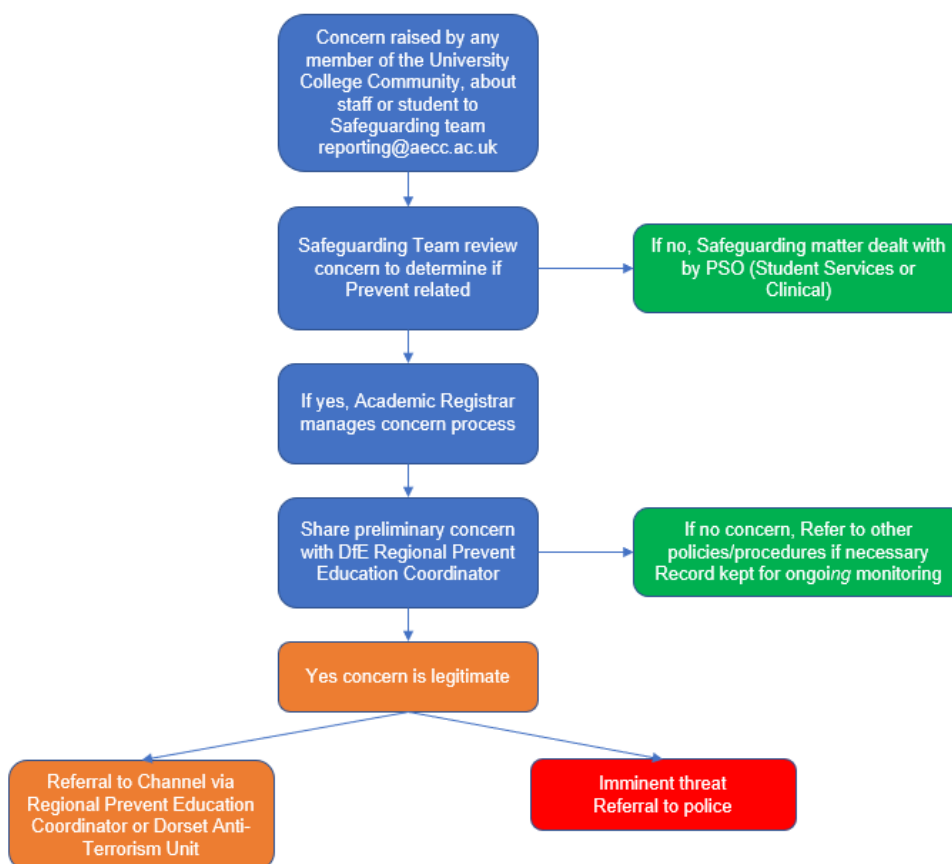 Concern raised by any
member of the University
College Community, about
staff or student to
Safeguarding team
reporting@aecc.ac.uk
Safeguarding Team review
concern to determine if
Prevent related
If no, Safeguarding matter dealt with
by PSO (Student Services or
Clinical)
If yes, Academic Registrar
manages concern process
Share preliminary concern
with DfE Regional Prevent
Education Coordinator
If no concern, Refer to other
policies/procedures if necessary
Record kept for ongoing monitoring
Yes concern is legitimate
Referral to Channel via
Regional Prevent Education
Coordinator or Dorset Anti-
Terrorism Unit
Imminent threat
Referral to police